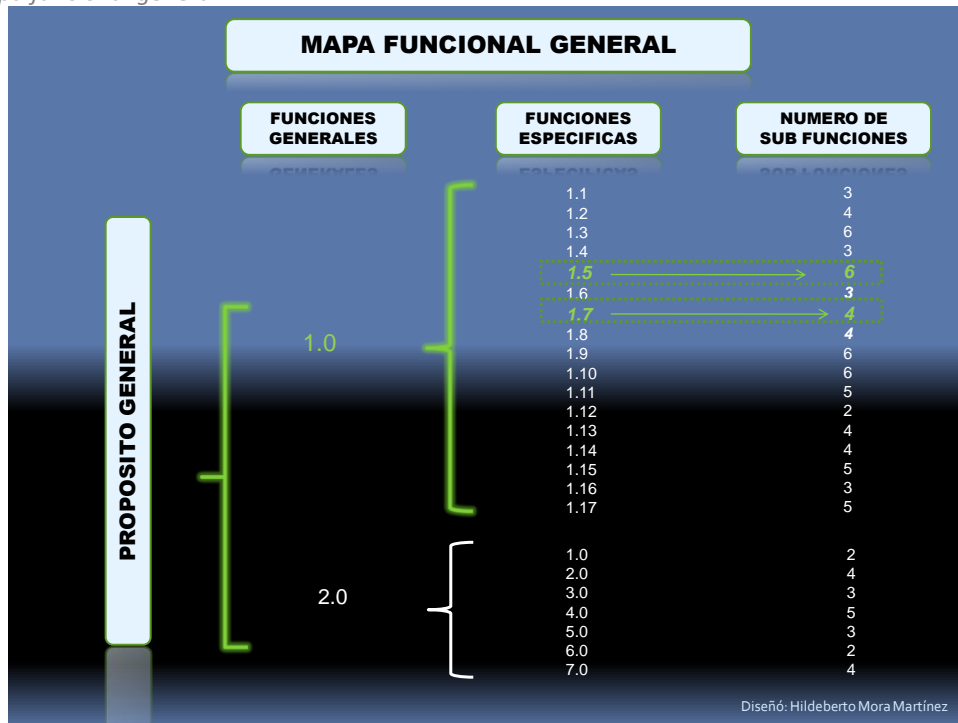 MAPA FUNCIONAL GENERAL
FUNCIONES
GENERALES
FUNCIONES
ESPECIFICAS
NUMERO DE
SUB FUNCIONES
PROPOSITO GENERAL
1.0
1.1 3
1.2 4
1.3 6
1.4 3
1.5 6
1.6 3
1.7 4
1.8 4
1.9 6
1.10 6
1.11 5
1.12 2
1.13 4
1.14 4
1.15 5
1.16 3
1.17 5
2.0
1.0 2
2.0 4
3.0 3
4.0 5
5.0 3
6.0 2
7.0 4
Diseñó: Hildeberto Mora Martínez